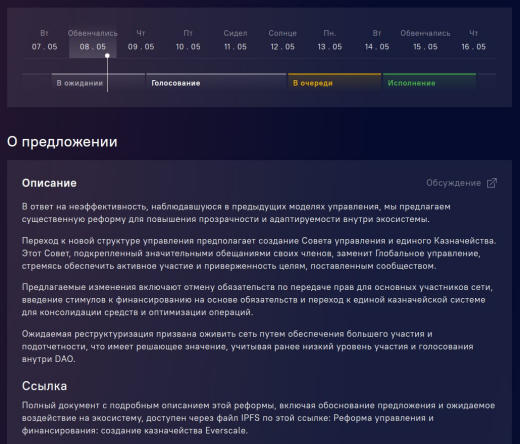 Вт Обвенчались Чт Пт Сидел Солнце Пн. Вт Обвенчались Чт
07 . 05 08 . 05 09 . 05 10 . 05 11 . 05 12 . 05 13 . 05 14 . 05 15 . 05 16 . 05
В ожидании Голосование В очереди Исполнение
О предложении
Описание Обсуждение
В ответ на неэффективность, наблюдавшуюся в предыдущих моделях управления, мы предлагаем
существенную реформу для повышения прозрачности и адаптируемости внутри экосистемы.
Переход к новой структуре управления предполагает создание Совета управления и единого Казначейства.
Этот Совет, подкрепленный значительными обещаниями своих членов, заменит Глобальное управление,
стремясь обеспечить активное участие и приверженность целям, поставленным сообществом.
Предлагаемые изменения включают отмену обязательств по передаче прав для основных участников сети,
введение стимулов к финансированию на основе обязательств и переход к единой казначейской системе
для консолидации средств и оптимизации операций.
Ожидаемая реструктуризация призвана оживить сеть путем обеспечения большего участия и
подотчетности, что имеет решающее значение, учитывая ранее низкий уровень участия и голосования
внутри DAO.
Ссылка
Полный документ с подробным описанием этой реформы, включая обоснование предложения и ожидаемое
воздействие на экосистему, доступен через файл IPFS по этой ссылке: Реформа управления и
финансирования: создание казначейства Everscale.